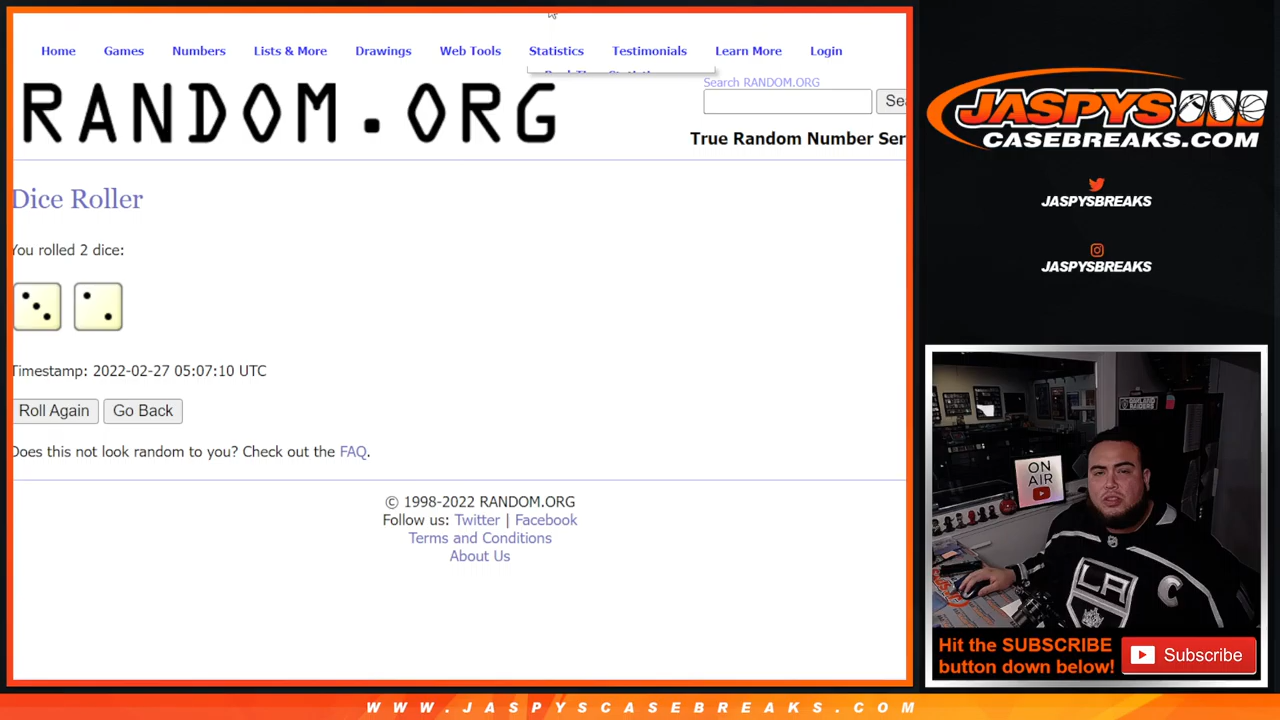 Home Games Numbers Lists & More Drawings Web Tools Statistics Testimonials Learn More Login
RANDOM.ORG
Search RANDOM.ORG
True Random Number Ser
Dice Roller
You rolled 2 dice:
Timestamp: 2022-02-27 05:07:10 UTC
Roll Again Go Back
Does this not look random to you? Check out the FAQ.
© 1998-2022 RANDOM.ORG
Follow us: Twitter | Facebook
Terms and Conditions
About Us
JASPYS
CASEBREAKS.COM
JASPYSBREAKS
JASPYSBREAKS
OAKLAND
RAIDERS
ON
AIR
LA
C
Hit the SUBSCRIBE
button down below!
Subscribe
WWW.JASPYSCASEBREAKS.COM